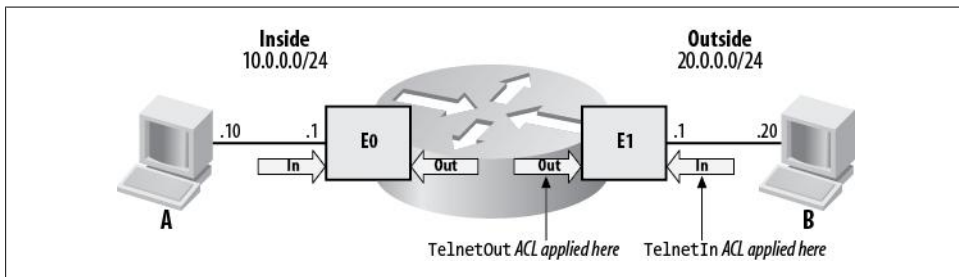 Inside
10.0.0.0/24
Outside
20.0.0.0/24
.10
.1
E0
E1
.1
.20
In
Out
Out
In
A
B
TelnetOut ACL applied here
TelnetIn ACL applied here